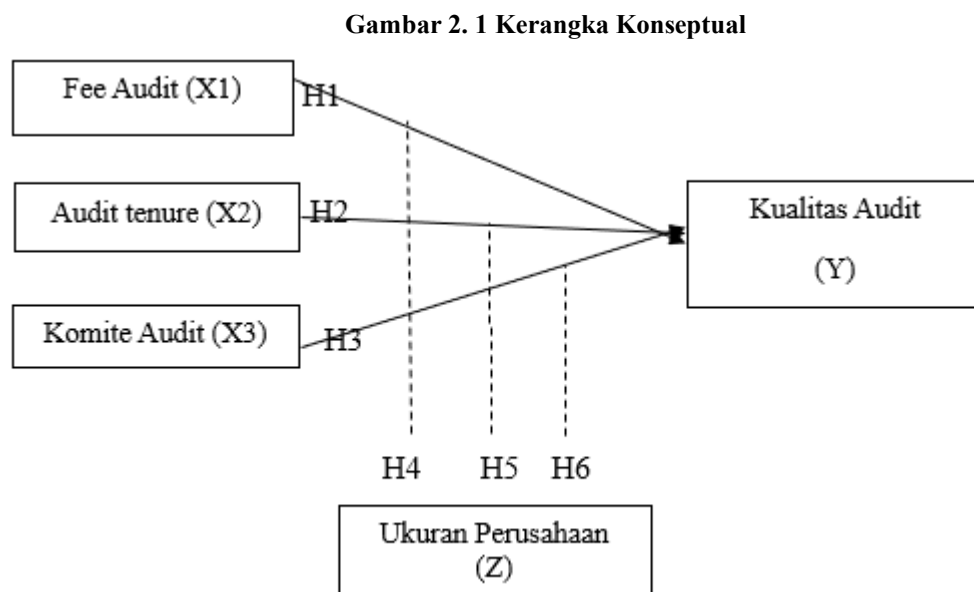 Gambar 2. 1 Kerangka Konseptual
Fee Audit (X1)
H1
Audit tenure (X2)
H2
Kualitas Audit
(Y)
Komite Audit (X3)
H3
H4
H5
H6
Ukuran Perusahaan
(Z)